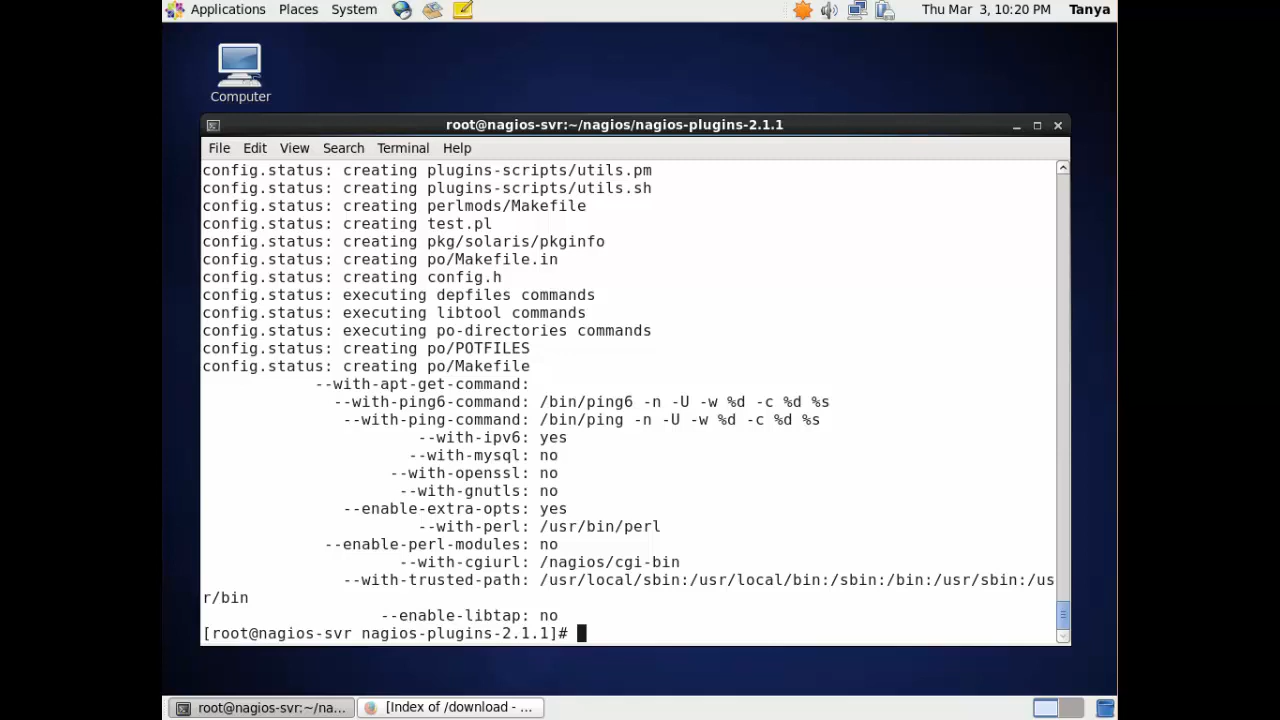 Applications Places System Thu Mar 3, 10:20 PM Tanya
Computer
root@nagios-svr:~/nagios/nagios-plugins-2.1.1
File Edit View Search Terminal Help
config.status: creating plugins-scripts/utils.pm
config.status: creating plugins-scripts/utils.sh
config.status: creating perlmods/Makefile
config.status: creating test.pl
config.status: creating pkg/solaris/pkginfo
config.status: creating po/Makefile.in
config.status: creating config.h
config.status: executing depfiles commands
config.status: executing libtool commands
config.status: executing po-directories commands
config.status: creating po/POTFILES
config.status: creating po/Makefile
--with-apt-get-command:
--with-ping6-command: /bin/ping6 -n -U -w %d -c %d %s
--with-ping-command: /bin/ping -n -U -w %d -c %d %s
--with-ipv6: yes
--with-mysql: no
--with-openssl: no
--with-gnutls: no
--enable-extra-opts: yes
--with-perl: /usr/bin/perl
--enable-perl-modules: no
--with-cgiurl: /nagios/cgi-bin
--with-trusted-path: /usr/local/sbin:/usr/local/bin:/sbin:/bin:/usr/sbin:/us
r/bin
--enable-libtap: no
[root@nagios-svr nagios-plugins-2.1.1]#
root@nagios-svr:~/na... [Index of /download - ...